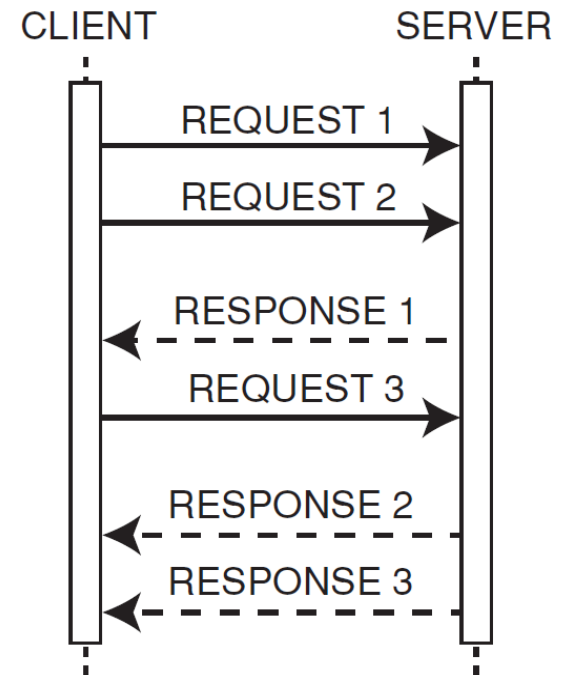 CLIENT SERVER
REQUEST 1
REQUEST 2
RESPONSE 1
REQUEST 3
RESPONSE 2
RESPONSE 3